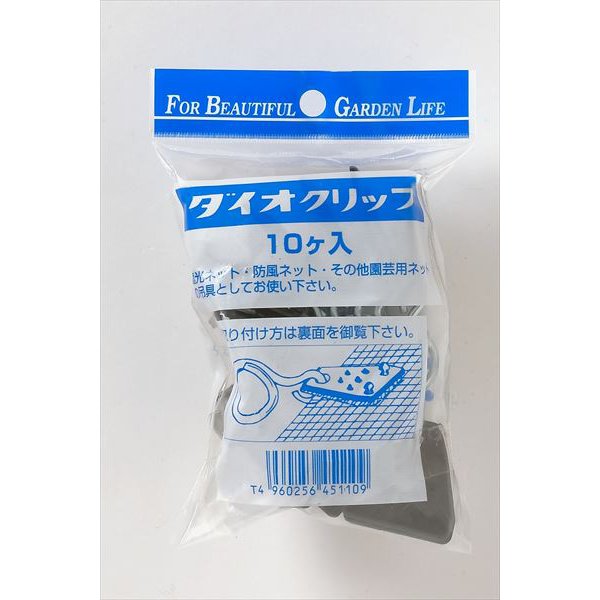 FOR BEAUTIFUL GARDEN LIFE
ダイオクリップ
10ヶ入
光ネット・防風ネット・その他園芸用ネット
吊具としてお使い下さい。
り付け方は裏面を御覧下さい。
T4 960256 451109